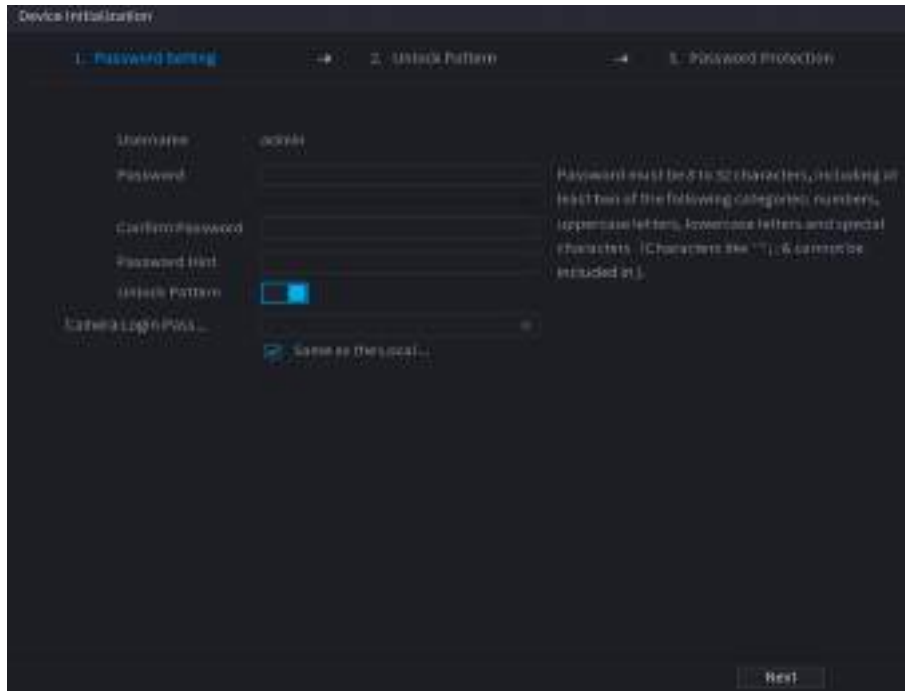 Device Initialization
1. Password Setting → 2. Unlock Pattern → 3. Password Protection
Username admin
Password
Password must be 8 to 32 characters, including at
least two of the following categories: numbers,
uppercase letters, lowercase letters and special
characters (Characters like & cannot be
included in ).
Confirm Password
Password Hint
Unlock Pattern
Camera Login Pass...
Same as the Local...
Next